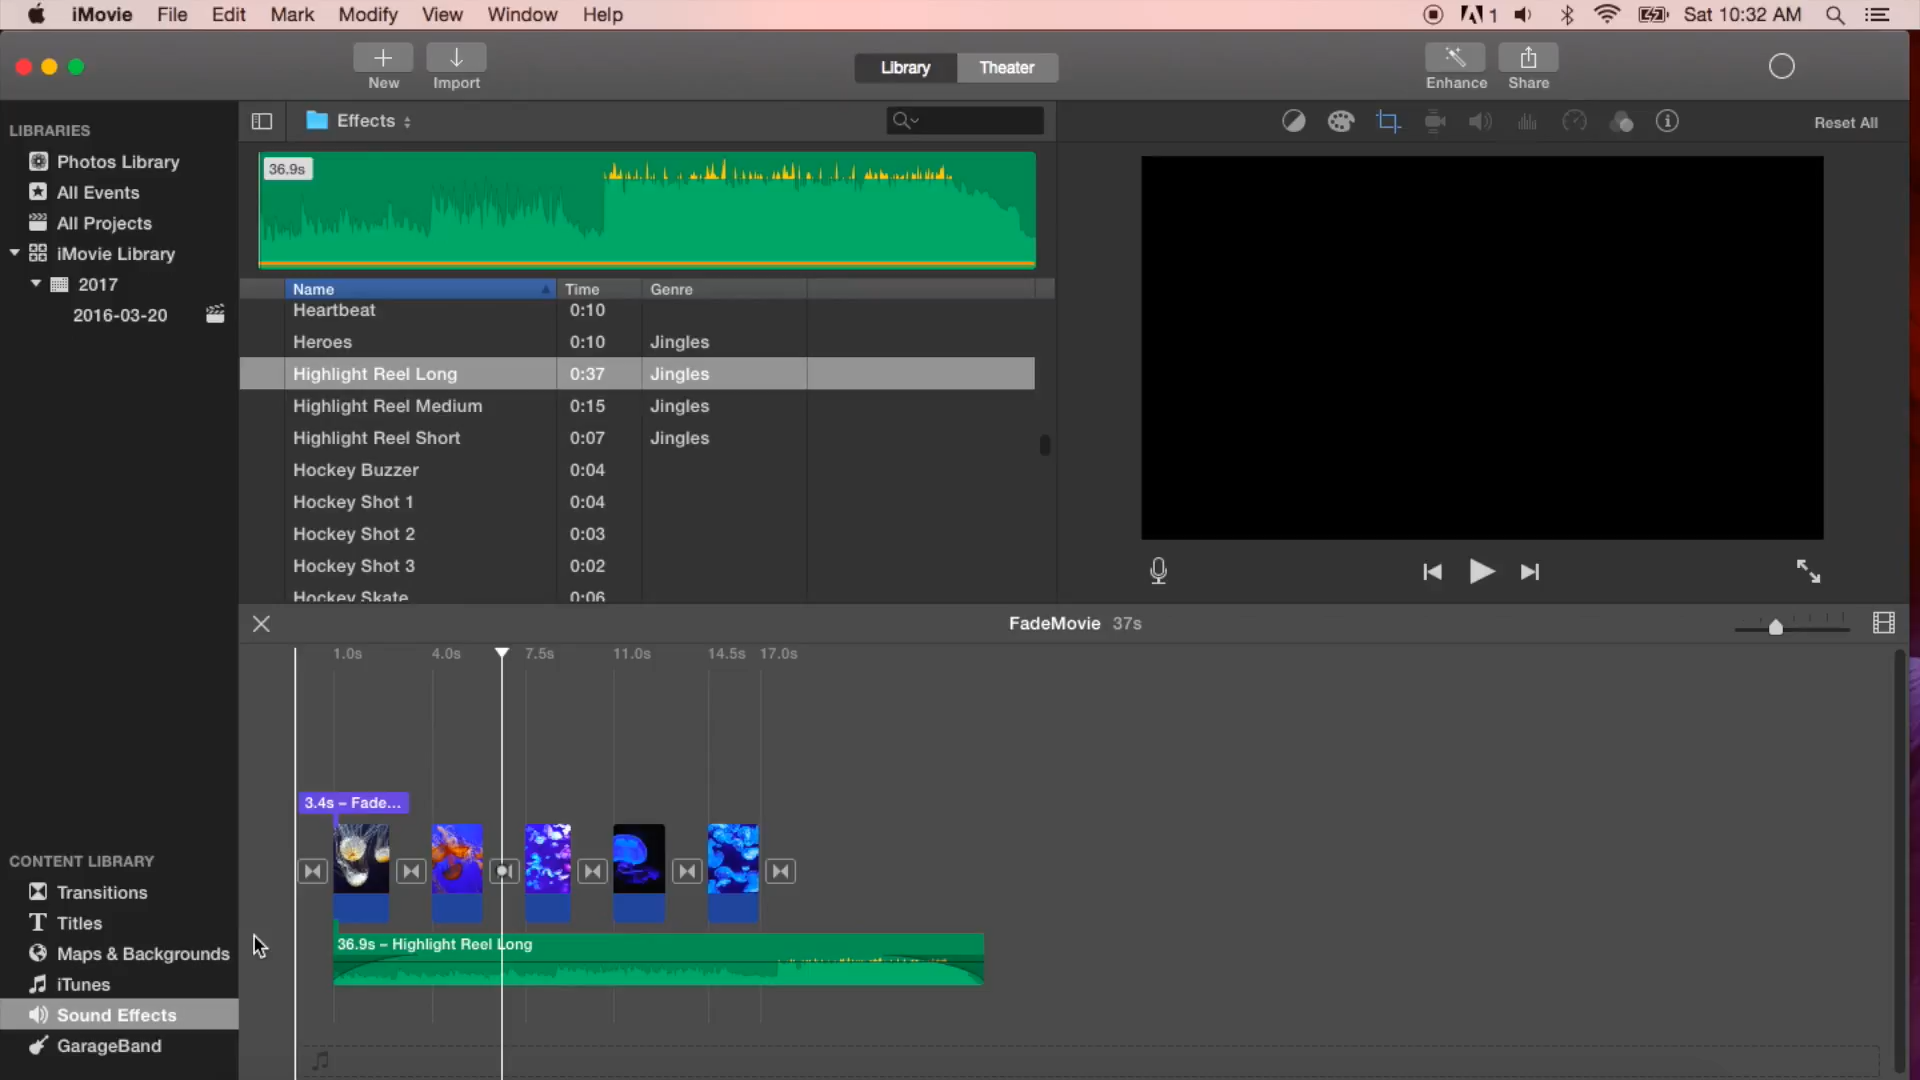 iMovie File Edit Mark Modify View Window Help 1 Sat 10:32 AM
New Import Library Theater Enhance Share
LIBRARIES
Photos Library
All Events
All Projects
iMovie Library
2017
2016-03-20
Effects
Reset All
36.9s
Name Time Genre
Heartbeat 0:10
Heroes 0:10 Jingles
Highlight Reel Long 0:37 Jingles
Highlight Reel Medium 0:15 Jingles
Highlight Reel Short 0:07 Jingles
Hockey Buzzer 0:04
Hockey Shot 1 0:04
Hockey Shot 2 0:03
Hockey Shot 3 0:02
Hockey Skate 0:06
FadeMovie 37s
1.0s 4.0s 7.5s 11.0s 14.5s 17.0s
3.4s – Fade...
36.9s – Highlight Reel Long
CONTENT LIBRARY
Transitions
Titles
Maps & Backgrounds
iTunes
Sound Effects
GarageBand